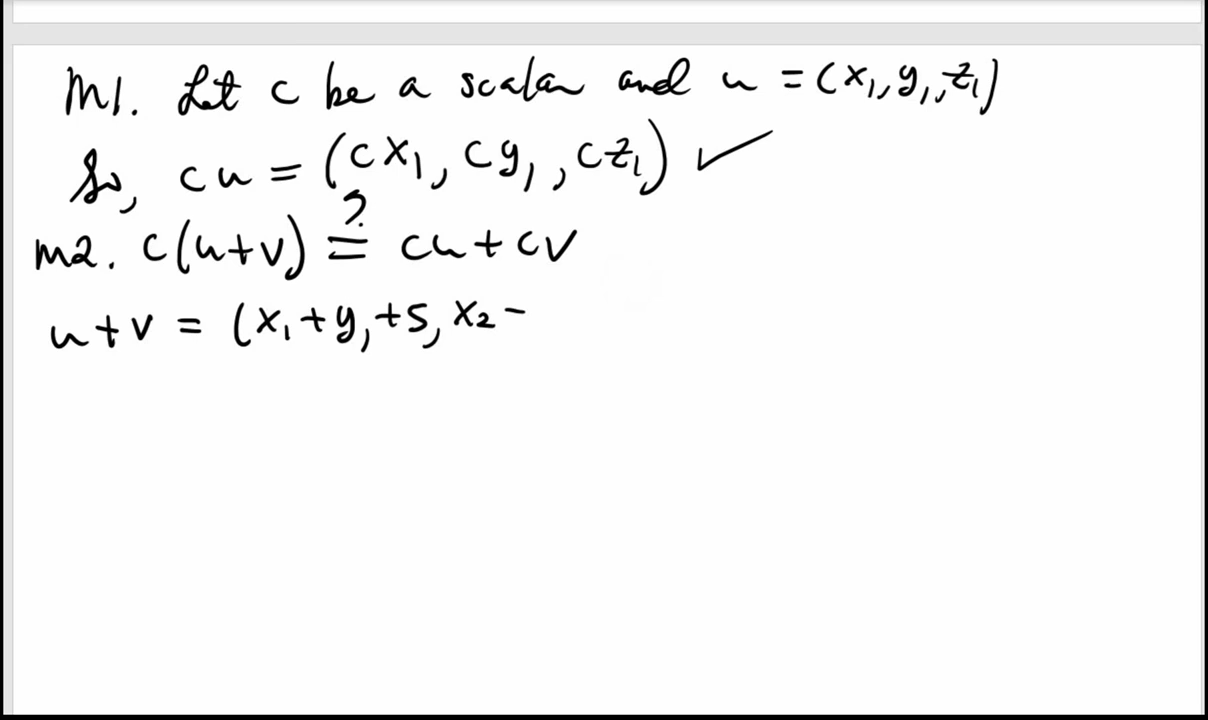 M1. Let c be a scalar and u = (x₁, y₁, z₁)
So, cu = (cx₁, cy₁, cz₁) ✓
m2. c(u+v) ≟ cu + cv
u+v = (x₁+y₁+5, x₂ -